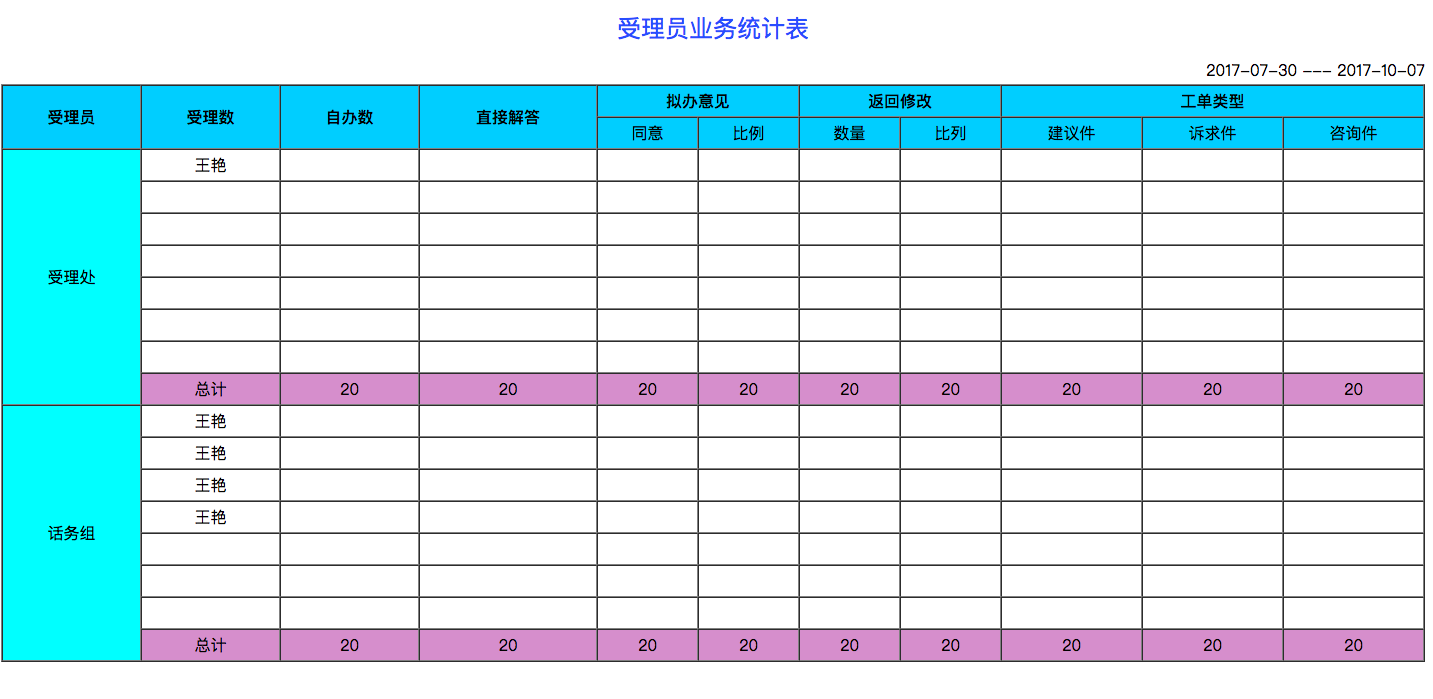 受理员业务统计表
2017-07-30 --- 2017-10-07
受理员 受理数 自办数 直接解答 拟办意见 返回修改 工单类型
同意 比例 数量 比列 建议件 诉求件 咨询件
受理处
王艳
总计 20 20 20 20 20 20 20 20 20
话务组
王艳
王艳
王艳
王艳
总计 20 20 20 20 20 20 20 20 20